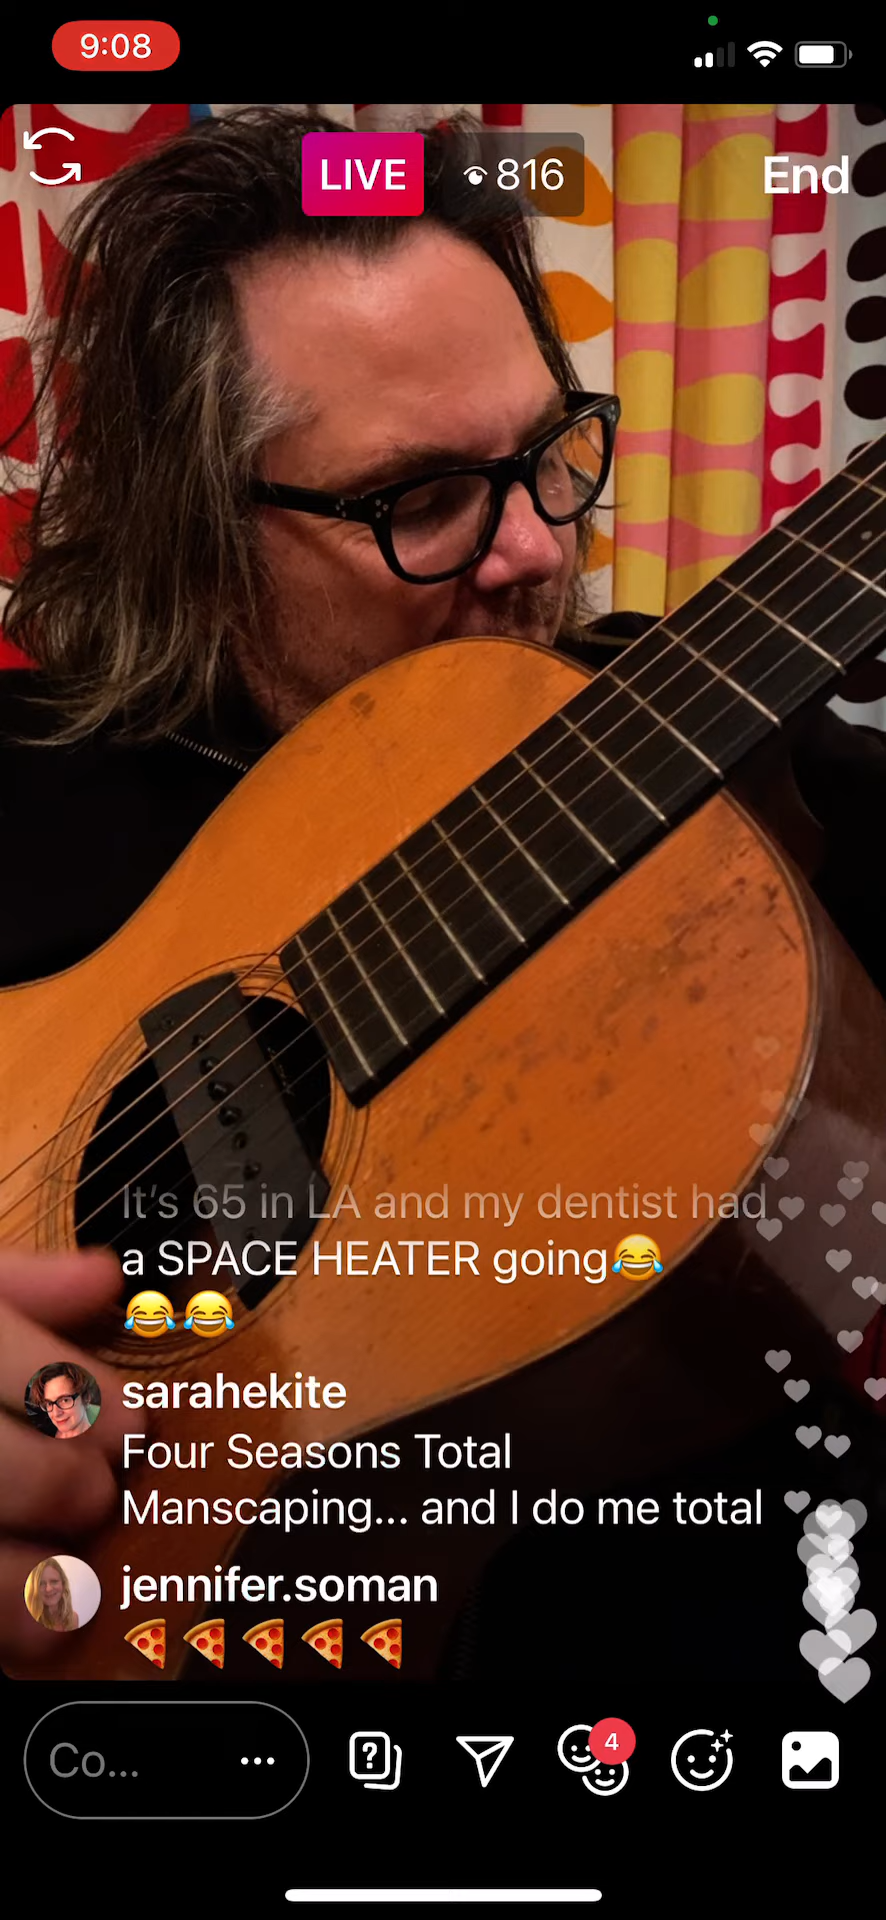 9:08
LIVE 816 End
It's 65 in LA and my dentist had
a SPACE HEATER going😂
😂😂
sarahekite
Four Seasons Total
Manscaping... and I do me total
jennifer.soman
🍕🍕🍕🍕🍕
Co... ...
?
4